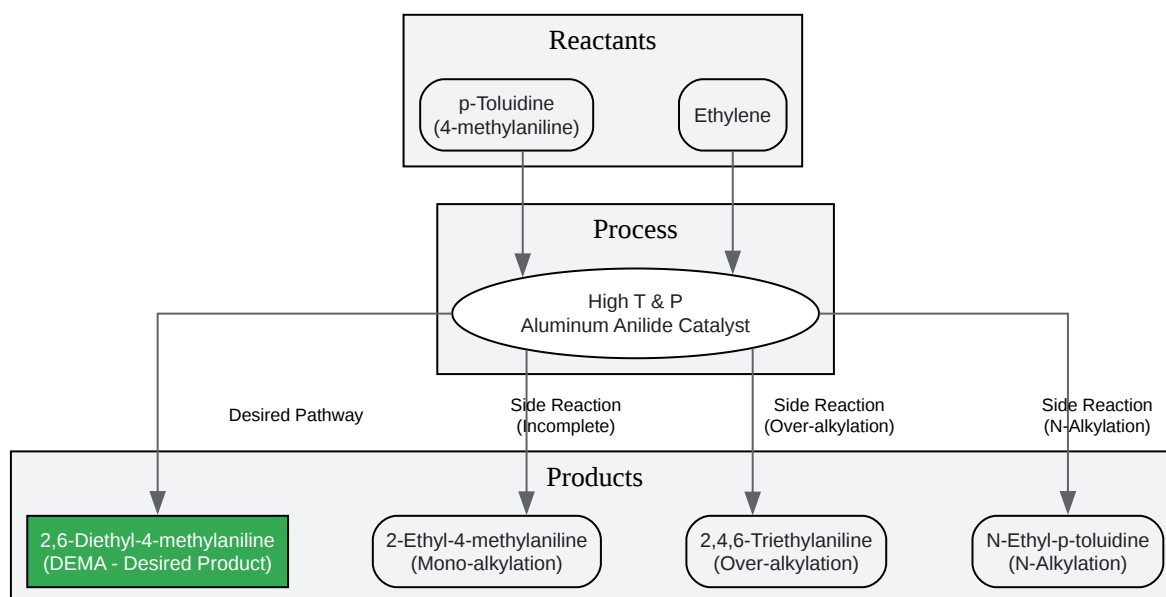 Reactants
p-Toluidine
(4-methylaniline)
Ethylene
Process
High T & P
Aluminum Anilide Catalyst
Desired Pathway
Side Reaction
(Incomplete)
Side Reaction
(Over-alkylation)
Side Reaction
(N-Alkylation)
Products
2,6-Diethyl-4-methylaniline
(DEMA - Desired Product)
2-Ethyl-4-methylaniline
(Mono-alkylation)
2,4,6-Triethylaniline
(Over-alkylation)
N-Ethyl-p-toluidine
(N-Alkylation)